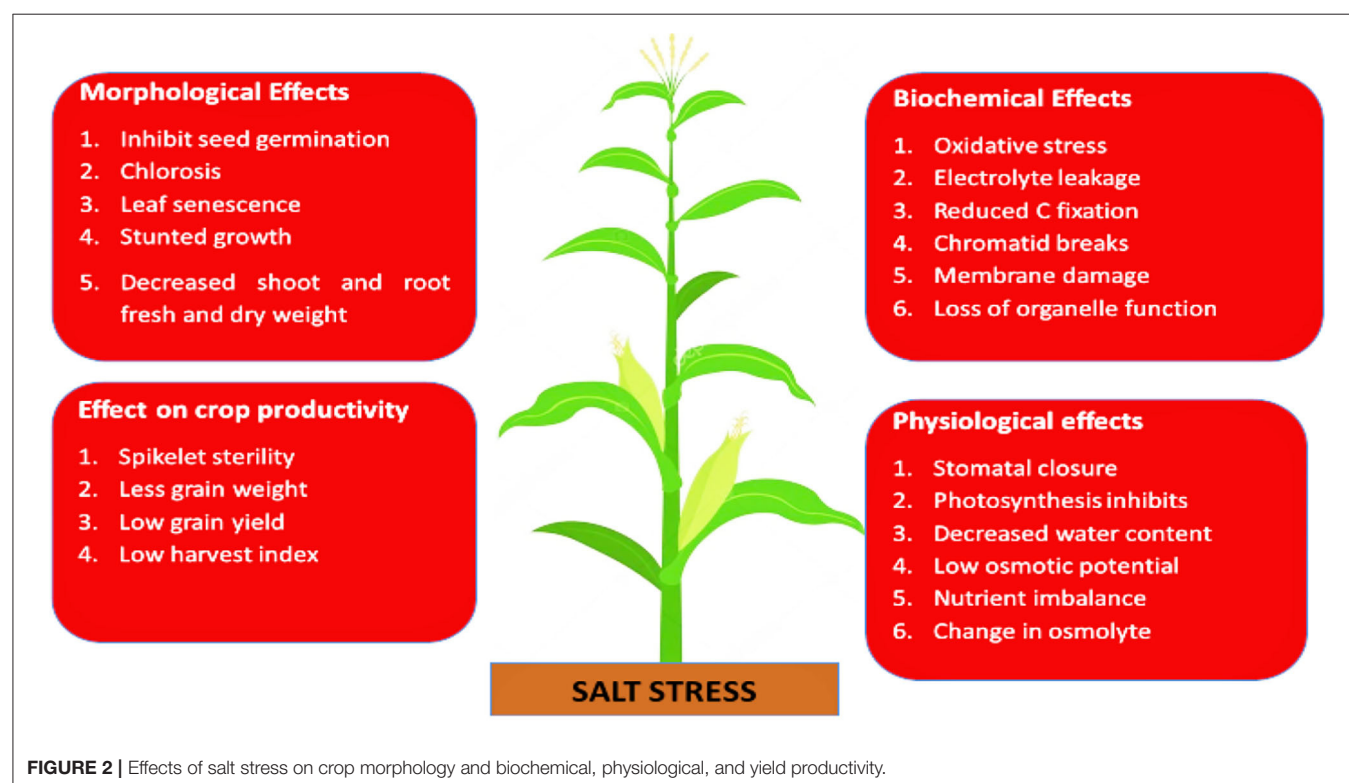 Morphological Effects
1. Inhibit seed germination
2. Chlorosis
3. Leaf senescence
4. Stunted growth
5. Decreased shoot and root
fresh and dry weight
Effect on crop productivity
1. Spikelet sterility
2. Less grain weight
3. Low grain yield
4. Low harvest index
Biochemical Effects
1. Oxidative stress
2. Electrolyte leakage
3. Reduced C fixation
4. Chromatid breaks
5. Membrane damage
6. Loss of organelle function
Physiological effects
1. Stomatal closure
2. Photosynthesis inhibits
3. Decreased water content
4. Low osmotic potential
5. Nutrient imbalance
6. Change in osmolyte
SALT STRESS
FIGURE 2 | Effects of salt stress on crop morphology and biochemical, physiological, and yield productivity.